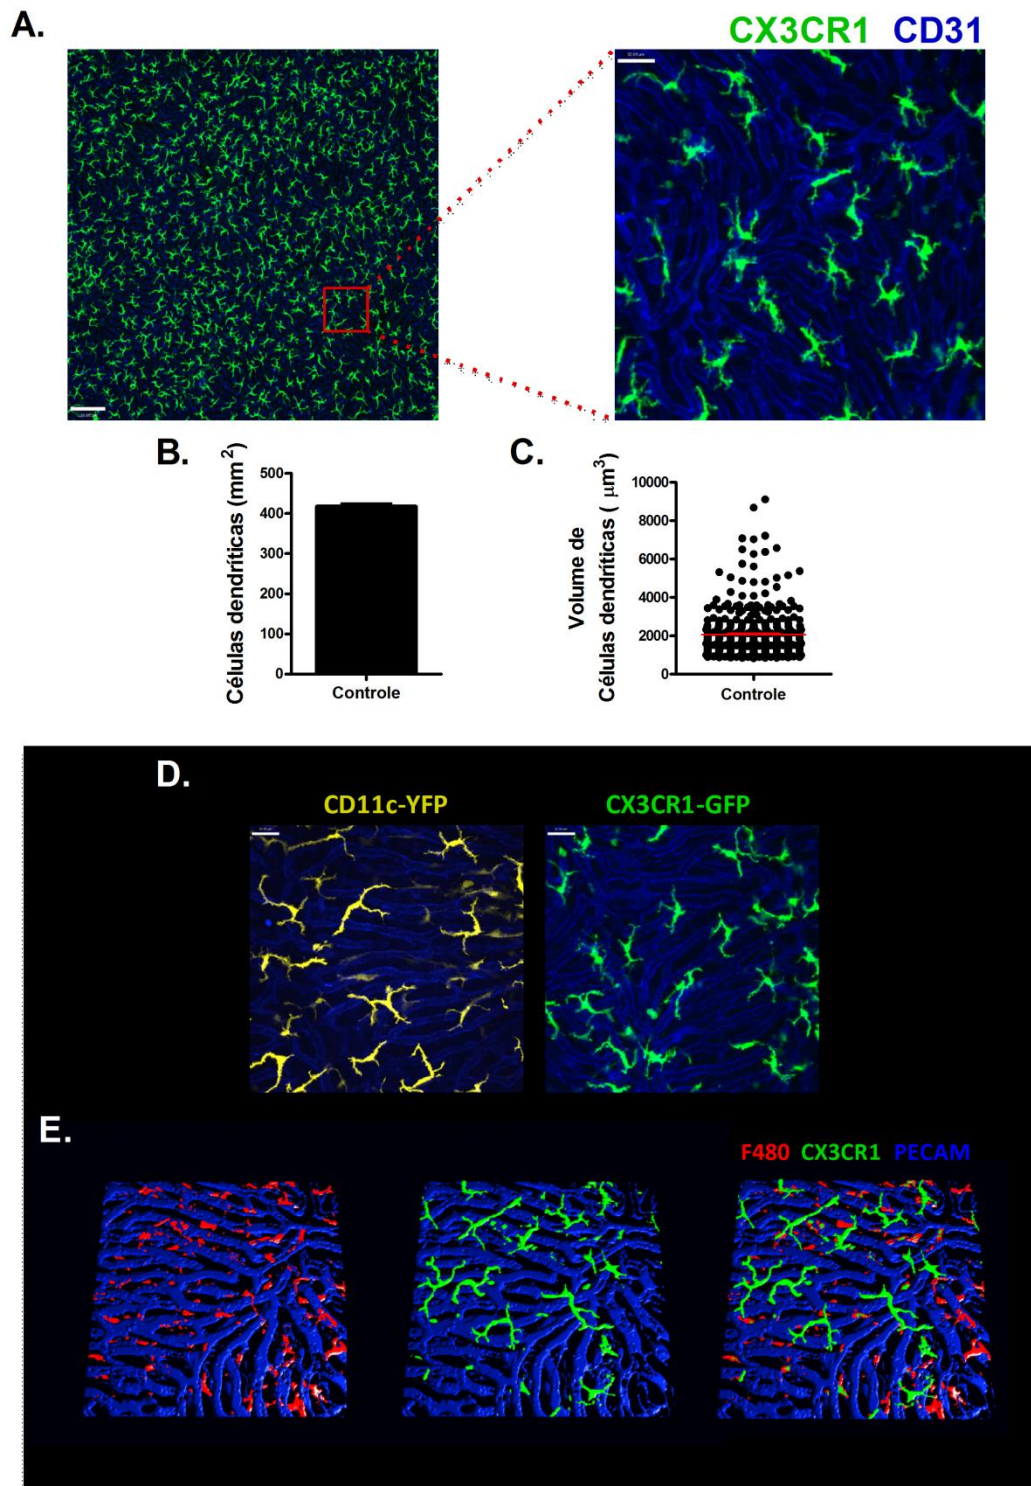 A.
CX3CR1 CD31
B.
Células dendríticas (mm2)
500
400
300
200
100
0
Controle
C.
Volume de
Células dendríticas ( μm3)
10000
8000
6000
4000
2000
0
Controle
D.
CD11c-YFP
CX3CR1-GFP
E.
F480 CX3CR1 PECAM